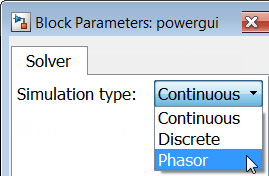 Block Parameters: powergui
Solver
Simulation type: Continuous
Continuous
Discrete
Phasor